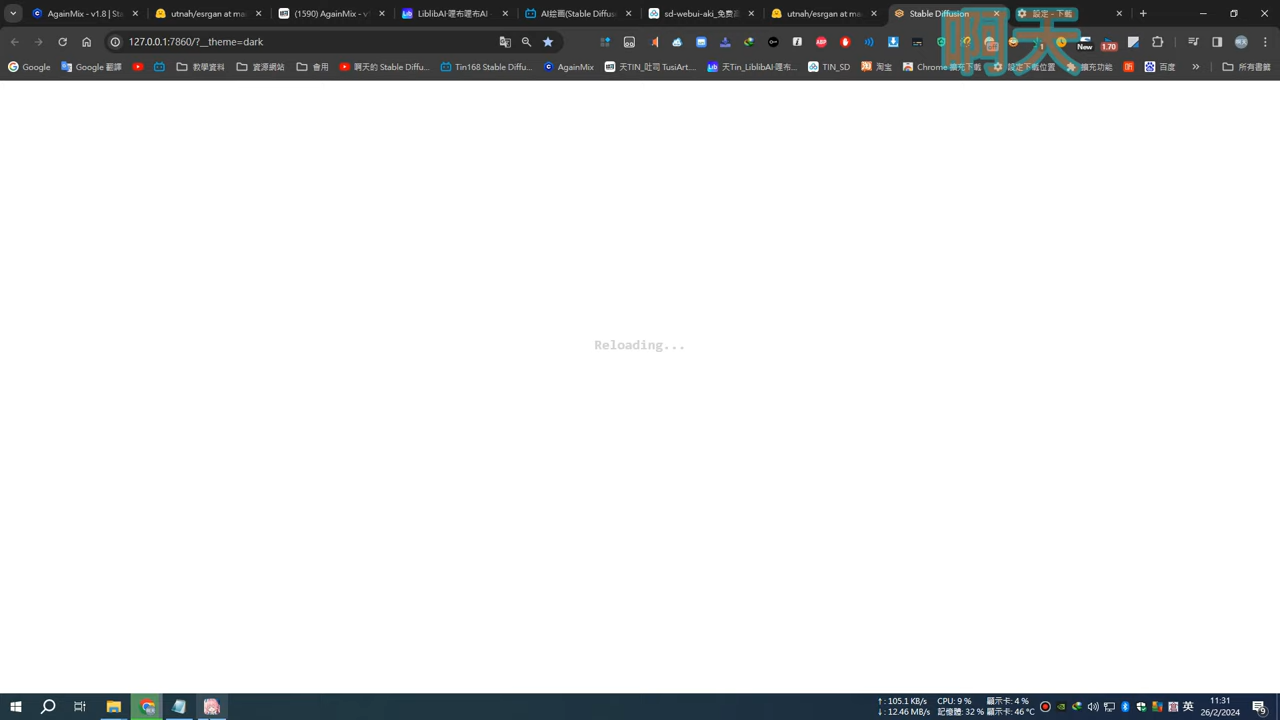 AgainMix - v1.8 | St
utnah/esrgan at ma
(1590)
LiblibAI·哩布哩布AI
AI绘画(Stable Diffus
sd-webui-aki_免费
utnah/esrgan at ma
Stable Diffusion
設定 - 下載
啊天
127.0.0.1:7860/?__theme=dark
1
New
1.70
Google
Google 翻譯
教學資料
資源網站
會用
啊天的 Stable Diffu...
Tin168 Stable Diffu...
AgainMix
天TIN_吐司 TusiArt....
天Tin_LiblibAI·哩布...
TIN_SD
淘宝
Chrome 擴充下載
設定下載位置
擴充功能
百度
»
所有書籤
Reloading...
↑: 105.1 KB/s
CPU: 9 %
顯示卡: 4 %
↓: 12.46 MB/s
記憶體: 32 %
顯示卡: 46 °C
英
11:31
26/2/2024